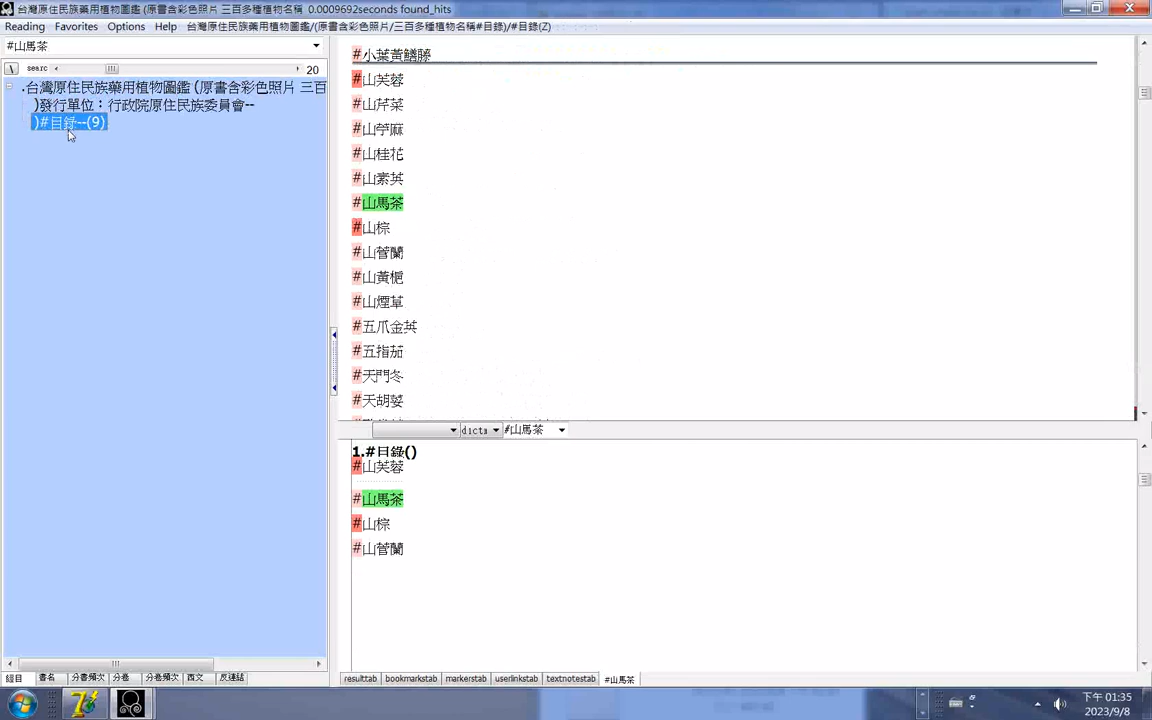 台灣原住民族藥用植物圖鑑 (原書含彩色照片 三百多種植物名稱 0.0009692seconds found_hits
Reading Favorites Options Help 台灣原住民族藥用植物圖鑑/(原書含彩色照片/三百多種植物名稱#目錄)/#目錄(Z)
#山馬茶
\ searc 20
.台灣原住民族藥用植物圖鑑 (原書含彩色照片 三百
)發行單位：行政院原住民族委員會--
)#目錄--(9)
#小葉黃鱔藤
#山芙蓉
#山芹菜
#山苧麻
#山桂花
#山素英
#山馬茶
#山棕
#山菅蘭
#山黃梔
#山煙草
#五爪金英
#五指茄
#天門冬
#天胡荽
dicts #山馬茶
1.#目錄()
#山芙蓉
#山馬茶
#山棕
#山菅蘭
經目 書名 分書頻次 分卷 分卷頻次 西文 反連結
resulttab bookmarkstab markerstab userlinkstab textnotestab #山馬茶
下午 01:35
2023/9/8